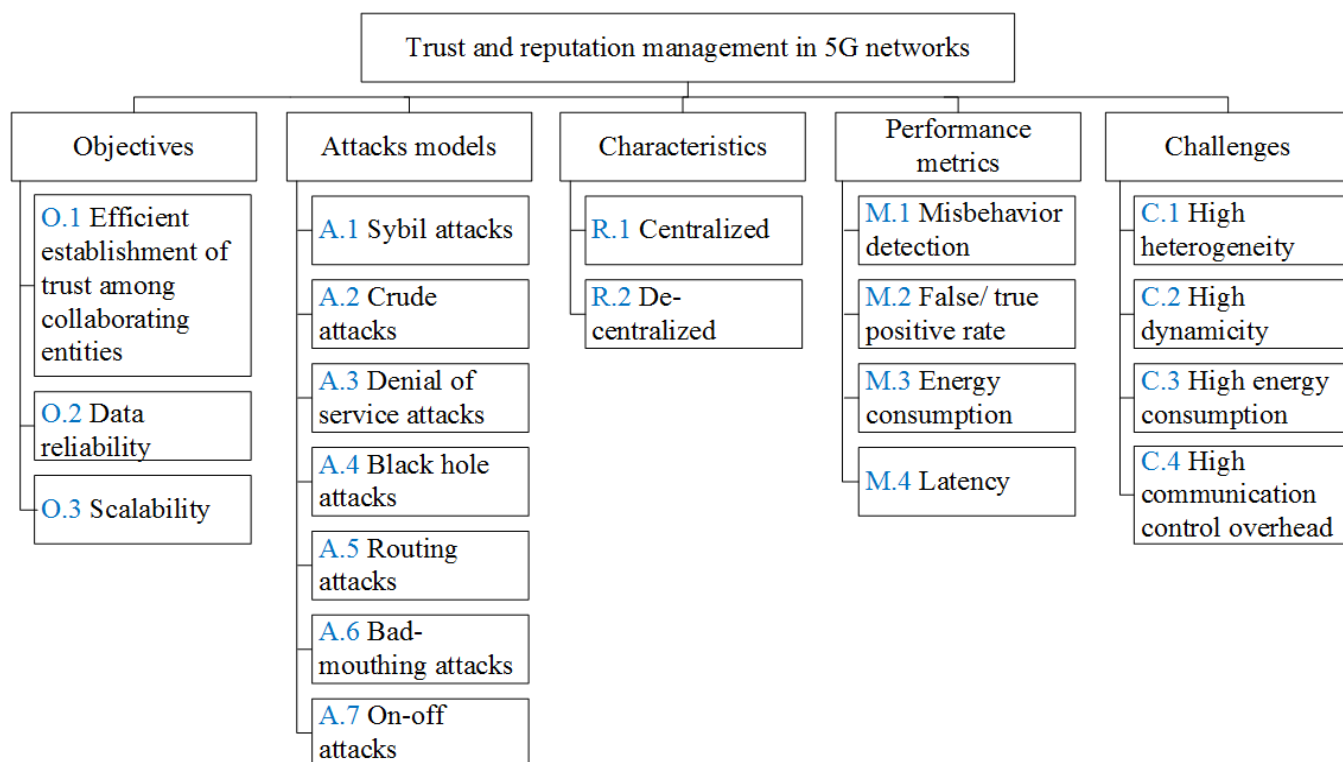 Trust and reputation management in 5G networks
Objectives
O.1 Efficient
establishment of
trust among
collaborating
entities
O.2 Data
reliability
O.3 Scalability
Attacks models
A.1 Sybil attacks
A.2 Crude
attacks
A.3 Denial of
service attacks
A.4 Black hole
attacks
A.5 Routing
attacks
A.6 Bad-
mouthing attacks
A.7 On-off
attacks
Characteristics
R.1 Centralized
R.2 De-
centralized
Performance
metrics
M.1 Misbehavior
detection
M.2 False/ true
positive rate
M.3 Energy
consumption
M.4 Latency
Challenges
C.1 High
heterogeneity
C.2 High
dynamicity
C.3 High energy
consumption
C.4 High
communication
control overhead